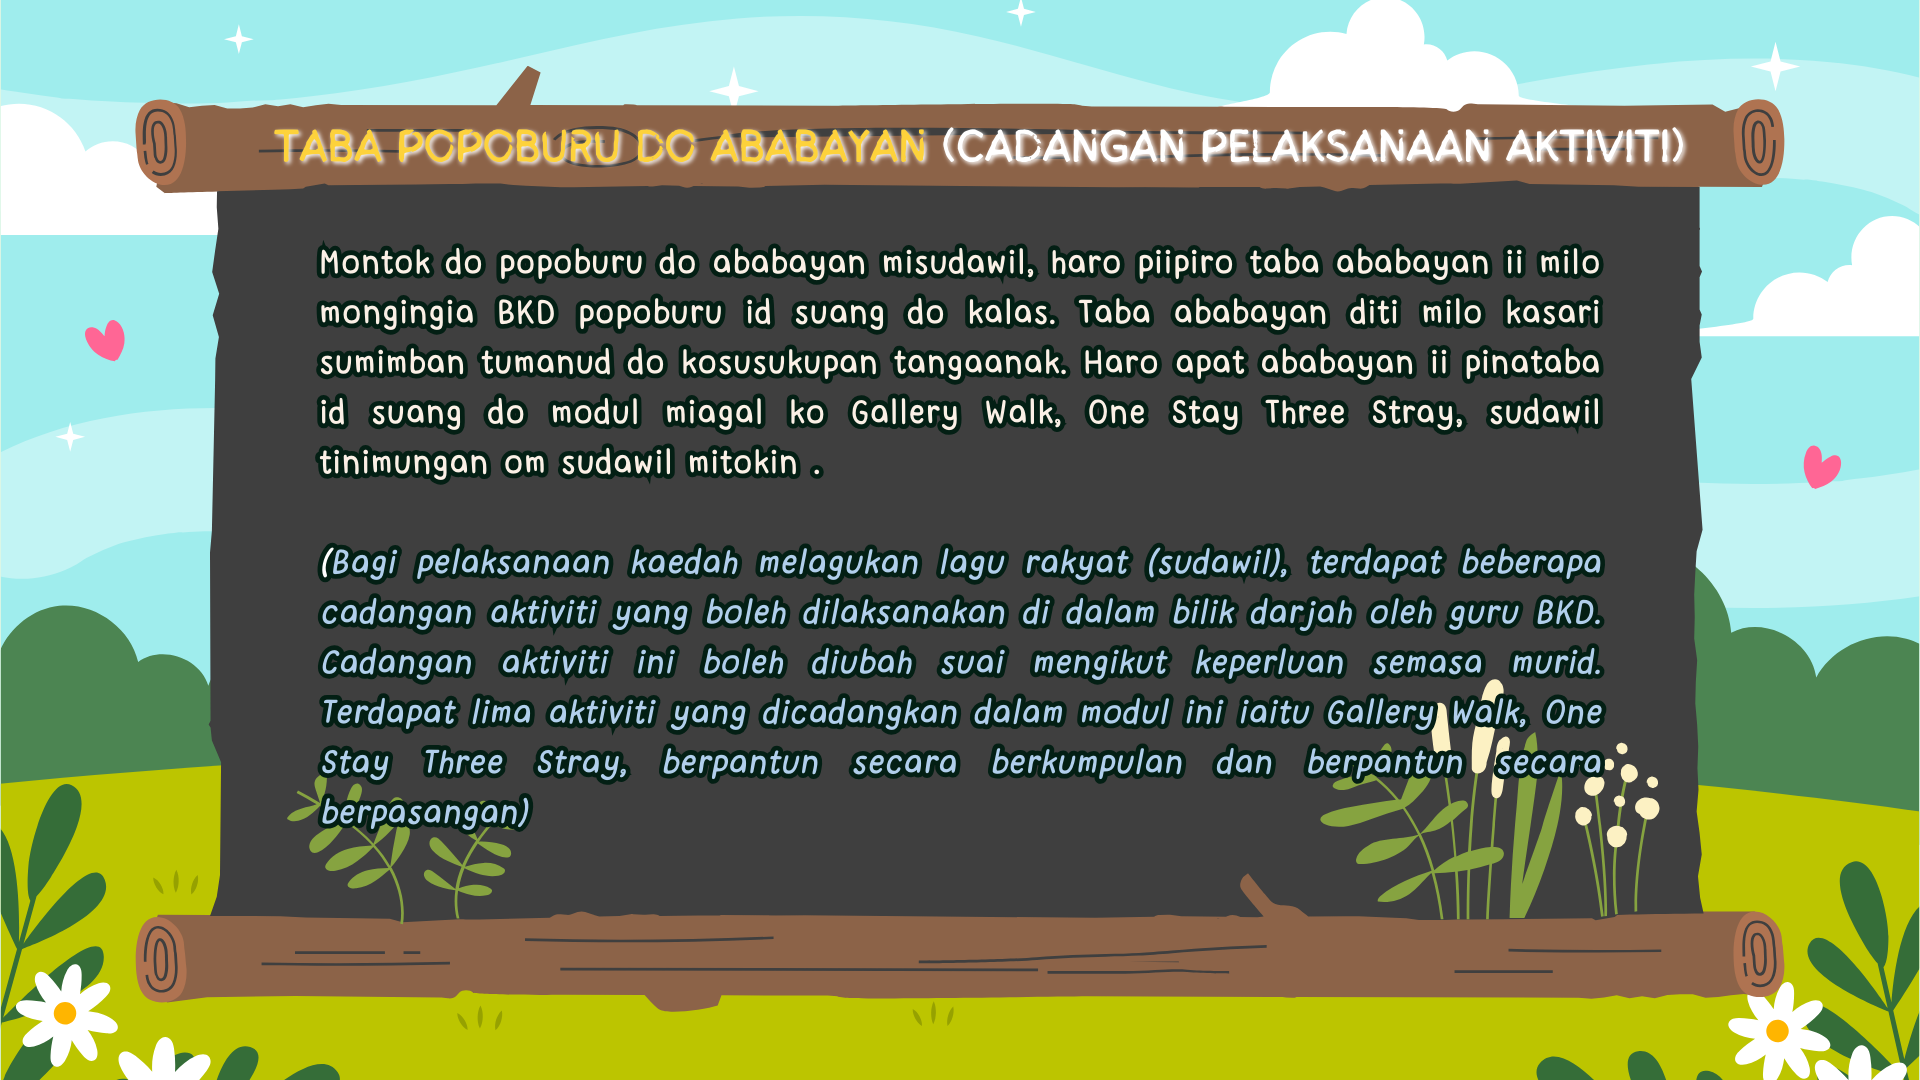 TABA POPOBURU DO ABABAYAN (CADANGAN PELAKSANAAN AKTIVITI)
Montok do popoburu do ababayan misudawil, haro piipiro taba ababayan ii milo
mongingia BKD popoburu id suang do kalas. Taba ababayan diti milo kasari
sumimban tumanud do kosusukupan tangaanak. Haro apat ababayan ii pinataba
id suang do modul miagal ko Gallery Walk, One Stay Three Stray, sudawil
tinimungan om sudawil mitokin .
(Bagi pelaksanaan kaedah melagukan lagu rakyat (sudawil), terdapat beberapa
cadangan aktiviti yang boleh dilaksanakan di dalam bilik darjah oleh guru BKD.
Cadangan aktiviti ini boleh diubah suai mengikut keperluan semasa murid.
Terdapat lima aktiviti yang dicadangkan dalam modul ini iaitu Gallery Walk, One
Stay Three Stray, berpantun secara berkumpulan dan berpantun secara
berpasangan)